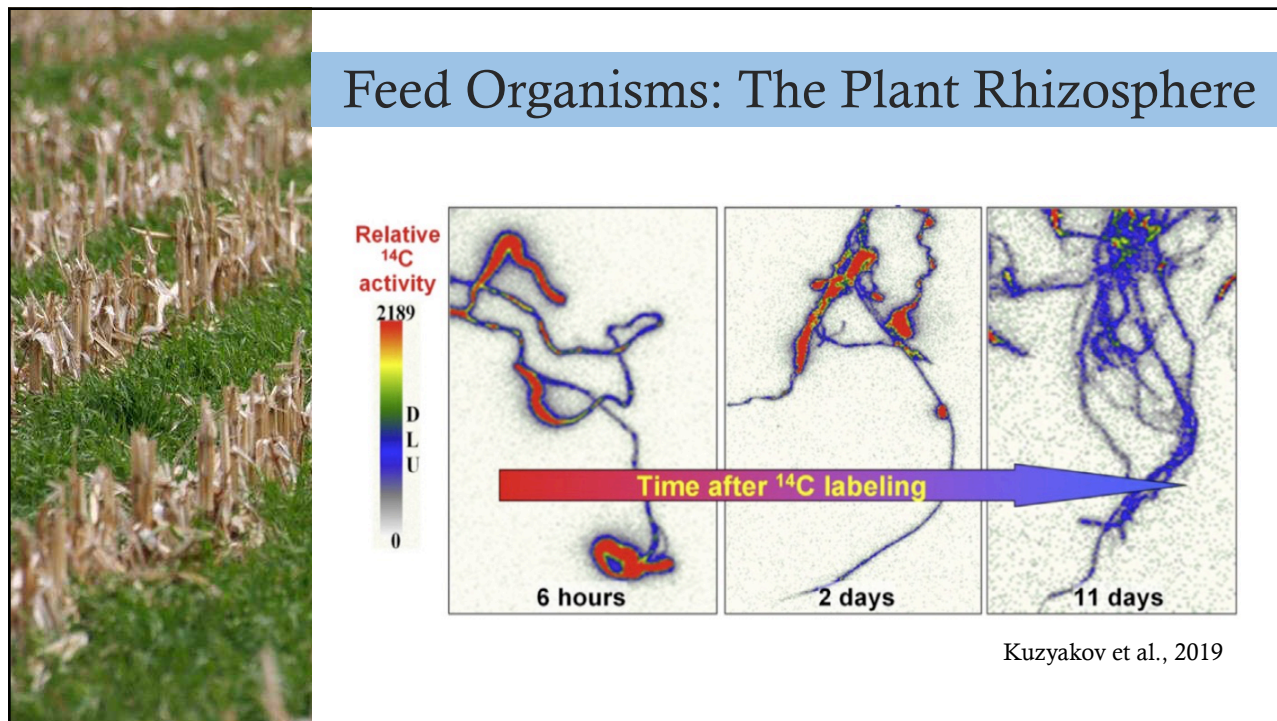 Feed Organisms: The Plant Rhizosphere
Relative
¹⁴C
activity
2189
D
L
U
0
Time after ¹⁴C labeling
6 hours
2 days
11 days
Kuzyakov et al., 2019